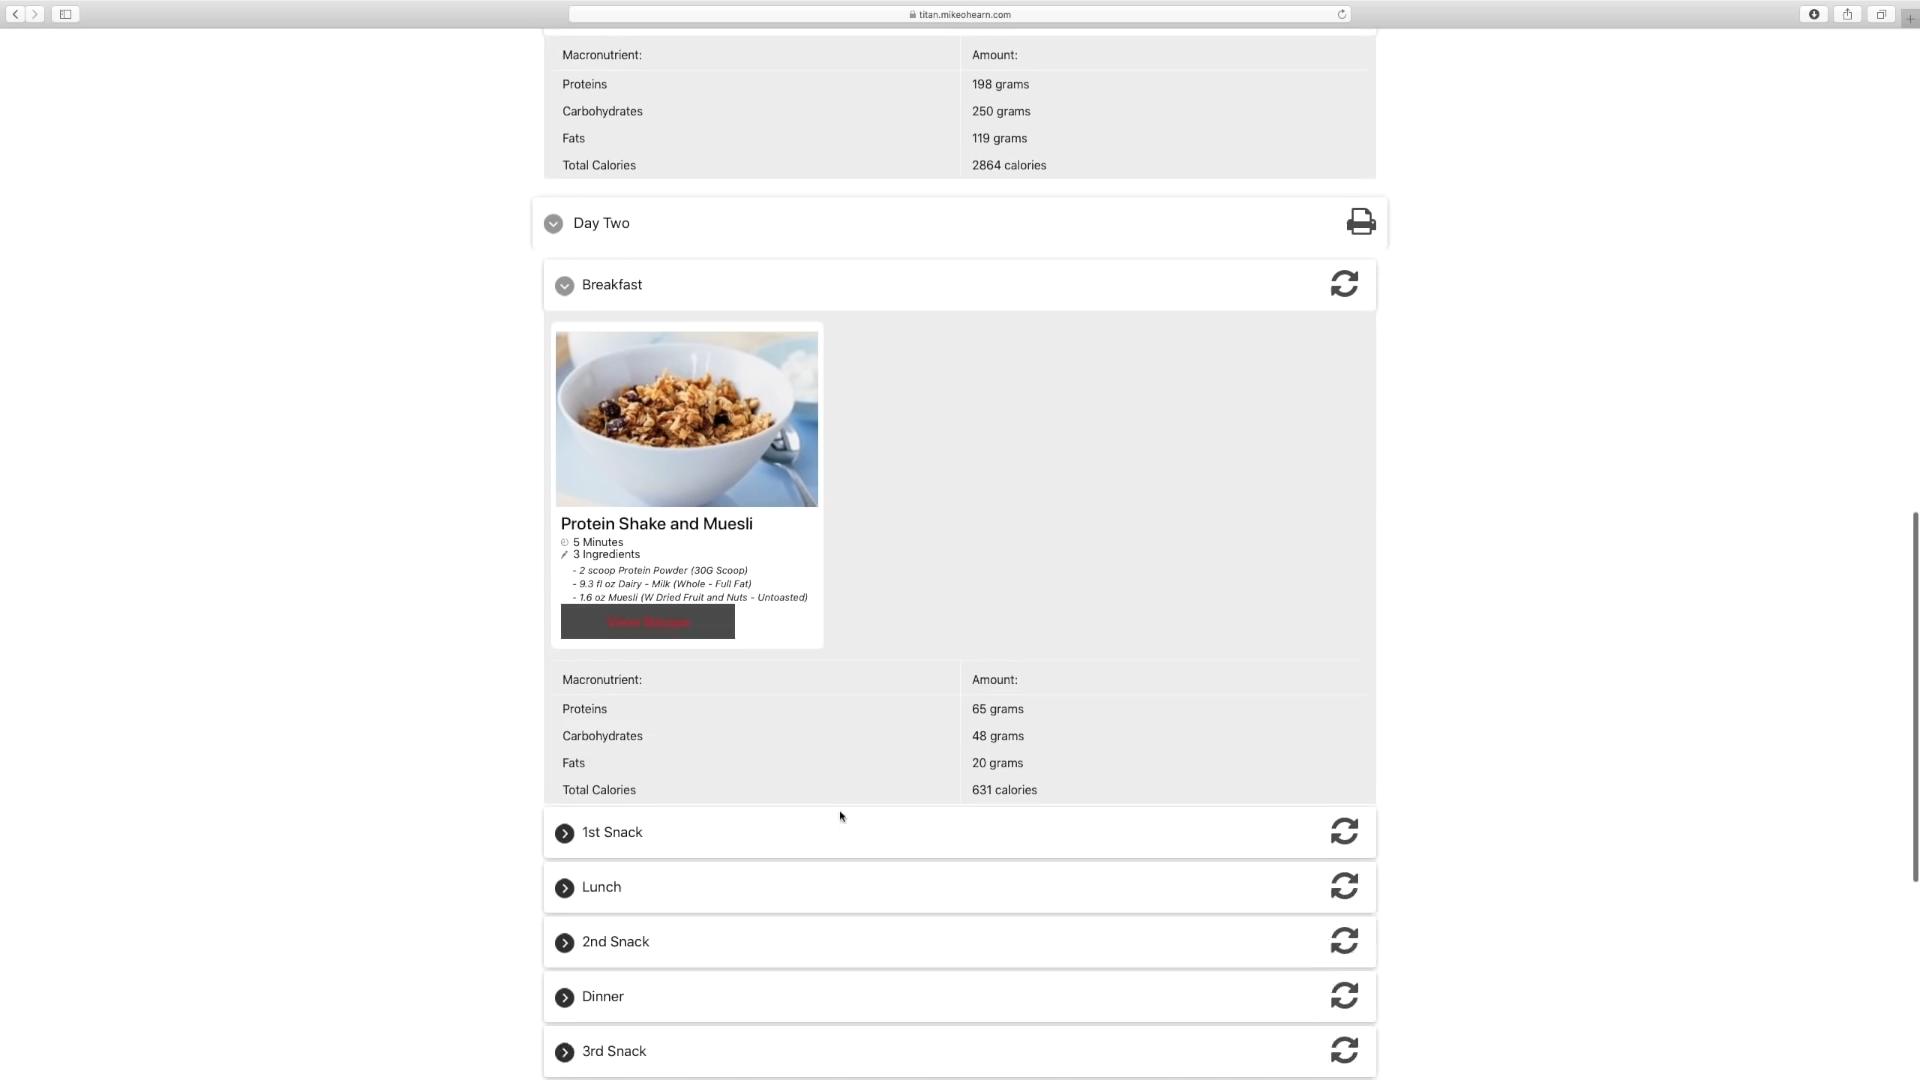 titan.mikeohearn.com
Macronutrient: Amount:
Proteins 198 grams
Carbohydrates 250 grams
Fats 119 grams
Total Calories 2864 calories
Day Two
Breakfast
Protein Shake and Muesli
5 Minutes
3 Ingredients
- 2 scoop Protein Powder (30G Scoop)
- 9.3 fl oz Dairy - Milk (Whole - Full Fat)
- 1.6 oz Muesli (W Dried Fruit and Nuts - Untoasted)
Macronutrient: Amount:
Proteins 65 grams
Carbohydrates 48 grams
Fats 20 grams
Total Calories 631 calories
1st Snack
Lunch
2nd Snack
Dinner
3rd Snack